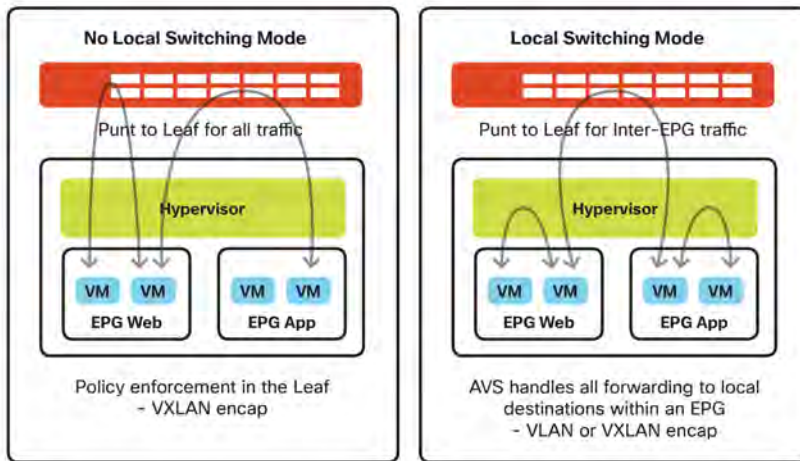 No Local Switching Mode
Punt to Leaf for all traffic
Hypervisor
VM
VM
VM
VM
EPG Web
EPG App
Policy enforcement in the Leaf
- VXLAN encap
Local Switching Mode
Punt to Leaf for Inter-EPG traffic
Hypervisor
VM
VM
VM
VM
EPG Web
EPG App
AVS handles all forwarding to local
destinations within an EPG
- VLAN or VXLAN encap